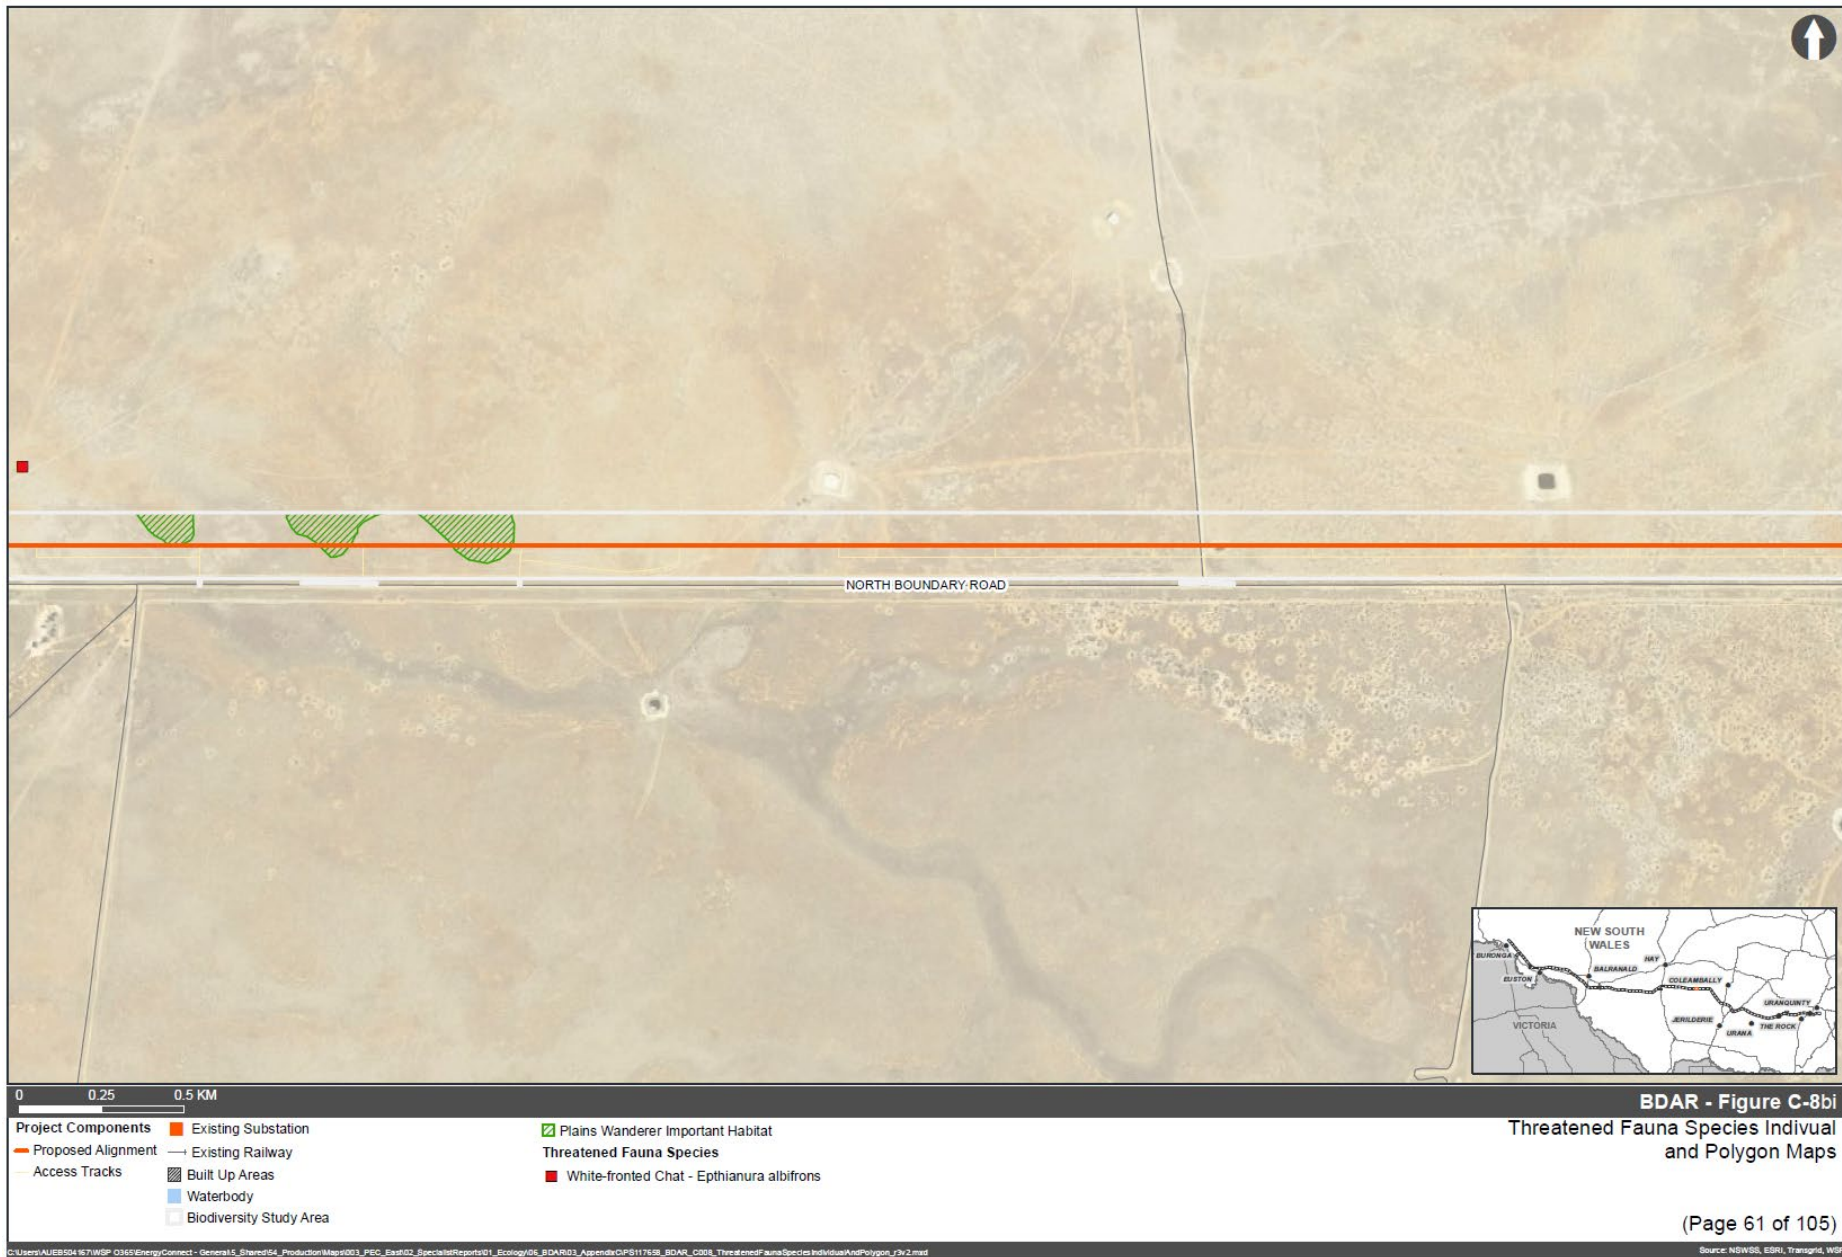 NORTH BOUNDARY ROAD
NEW SOUTH
WALES
BURONGA
EUSTON
BALRANALD
HAY
COLEAMBALLY
URANQUINTY
JERILDERIE
URANA
THE ROCK
VICTORIA
0 0.25 0.5 KM
BDAR - Figure C-8bi
Threatened Fauna Species Indivual
and Polygon Maps
(Page 61 of 105)
Project Components
Proposed Alignment
Access Tracks
Existing Substation
Existing Railway
Built Up Areas
Waterbody
Biodiversity Study Area
Plains Wanderer Important Habitat
Threatened Fauna Species
White-fronted Chat - Epthianura albifrons
Source: NSWSS, ESRI, Transgrid, WSP